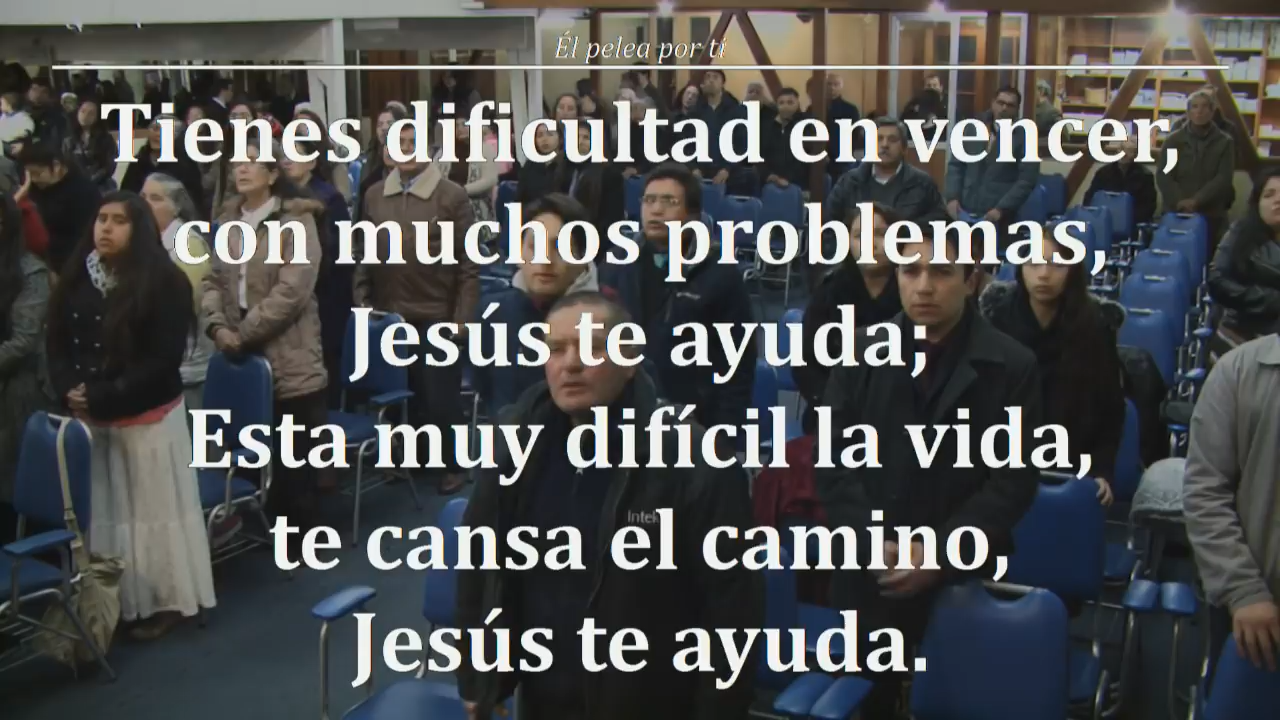 Él pelea por ti
Tienes dificultad en vencer,
con muchos problemas,
Jesús te ayuda;
Esta muy difícil la vida,
te cansa el camino,
Jesús te ayuda.